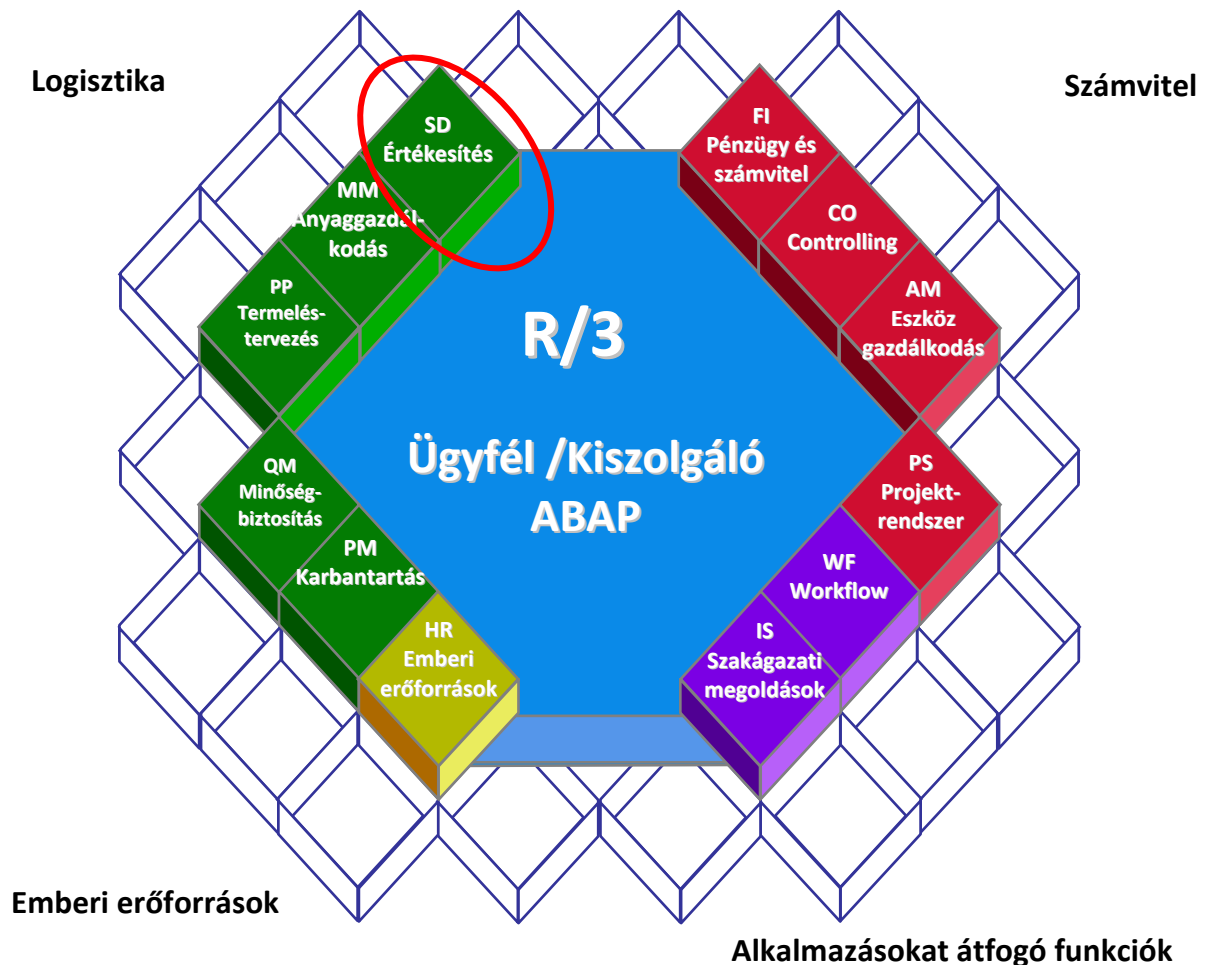 Logisztika
Számvitel
SD
Értékesítés
MM
Anyaggazdál-
kodás
PP
Termelés-
tervezés
QM
Minőség-
biztosítás
PM
Karbantartás
HR
Emberi
erőforrások
R/3
Ügyfél /Kiszolgáló
ABAP
FI
Pénzügy és
számvitel
CO
Controlling
AM
Eszköz
gazdálkodás
PS
Projekt-
rendszer
WF
Workflow
IS
Szakágazati
megoldások
Emberi erőforrások
Alkalmazásokat átfogó funkciók